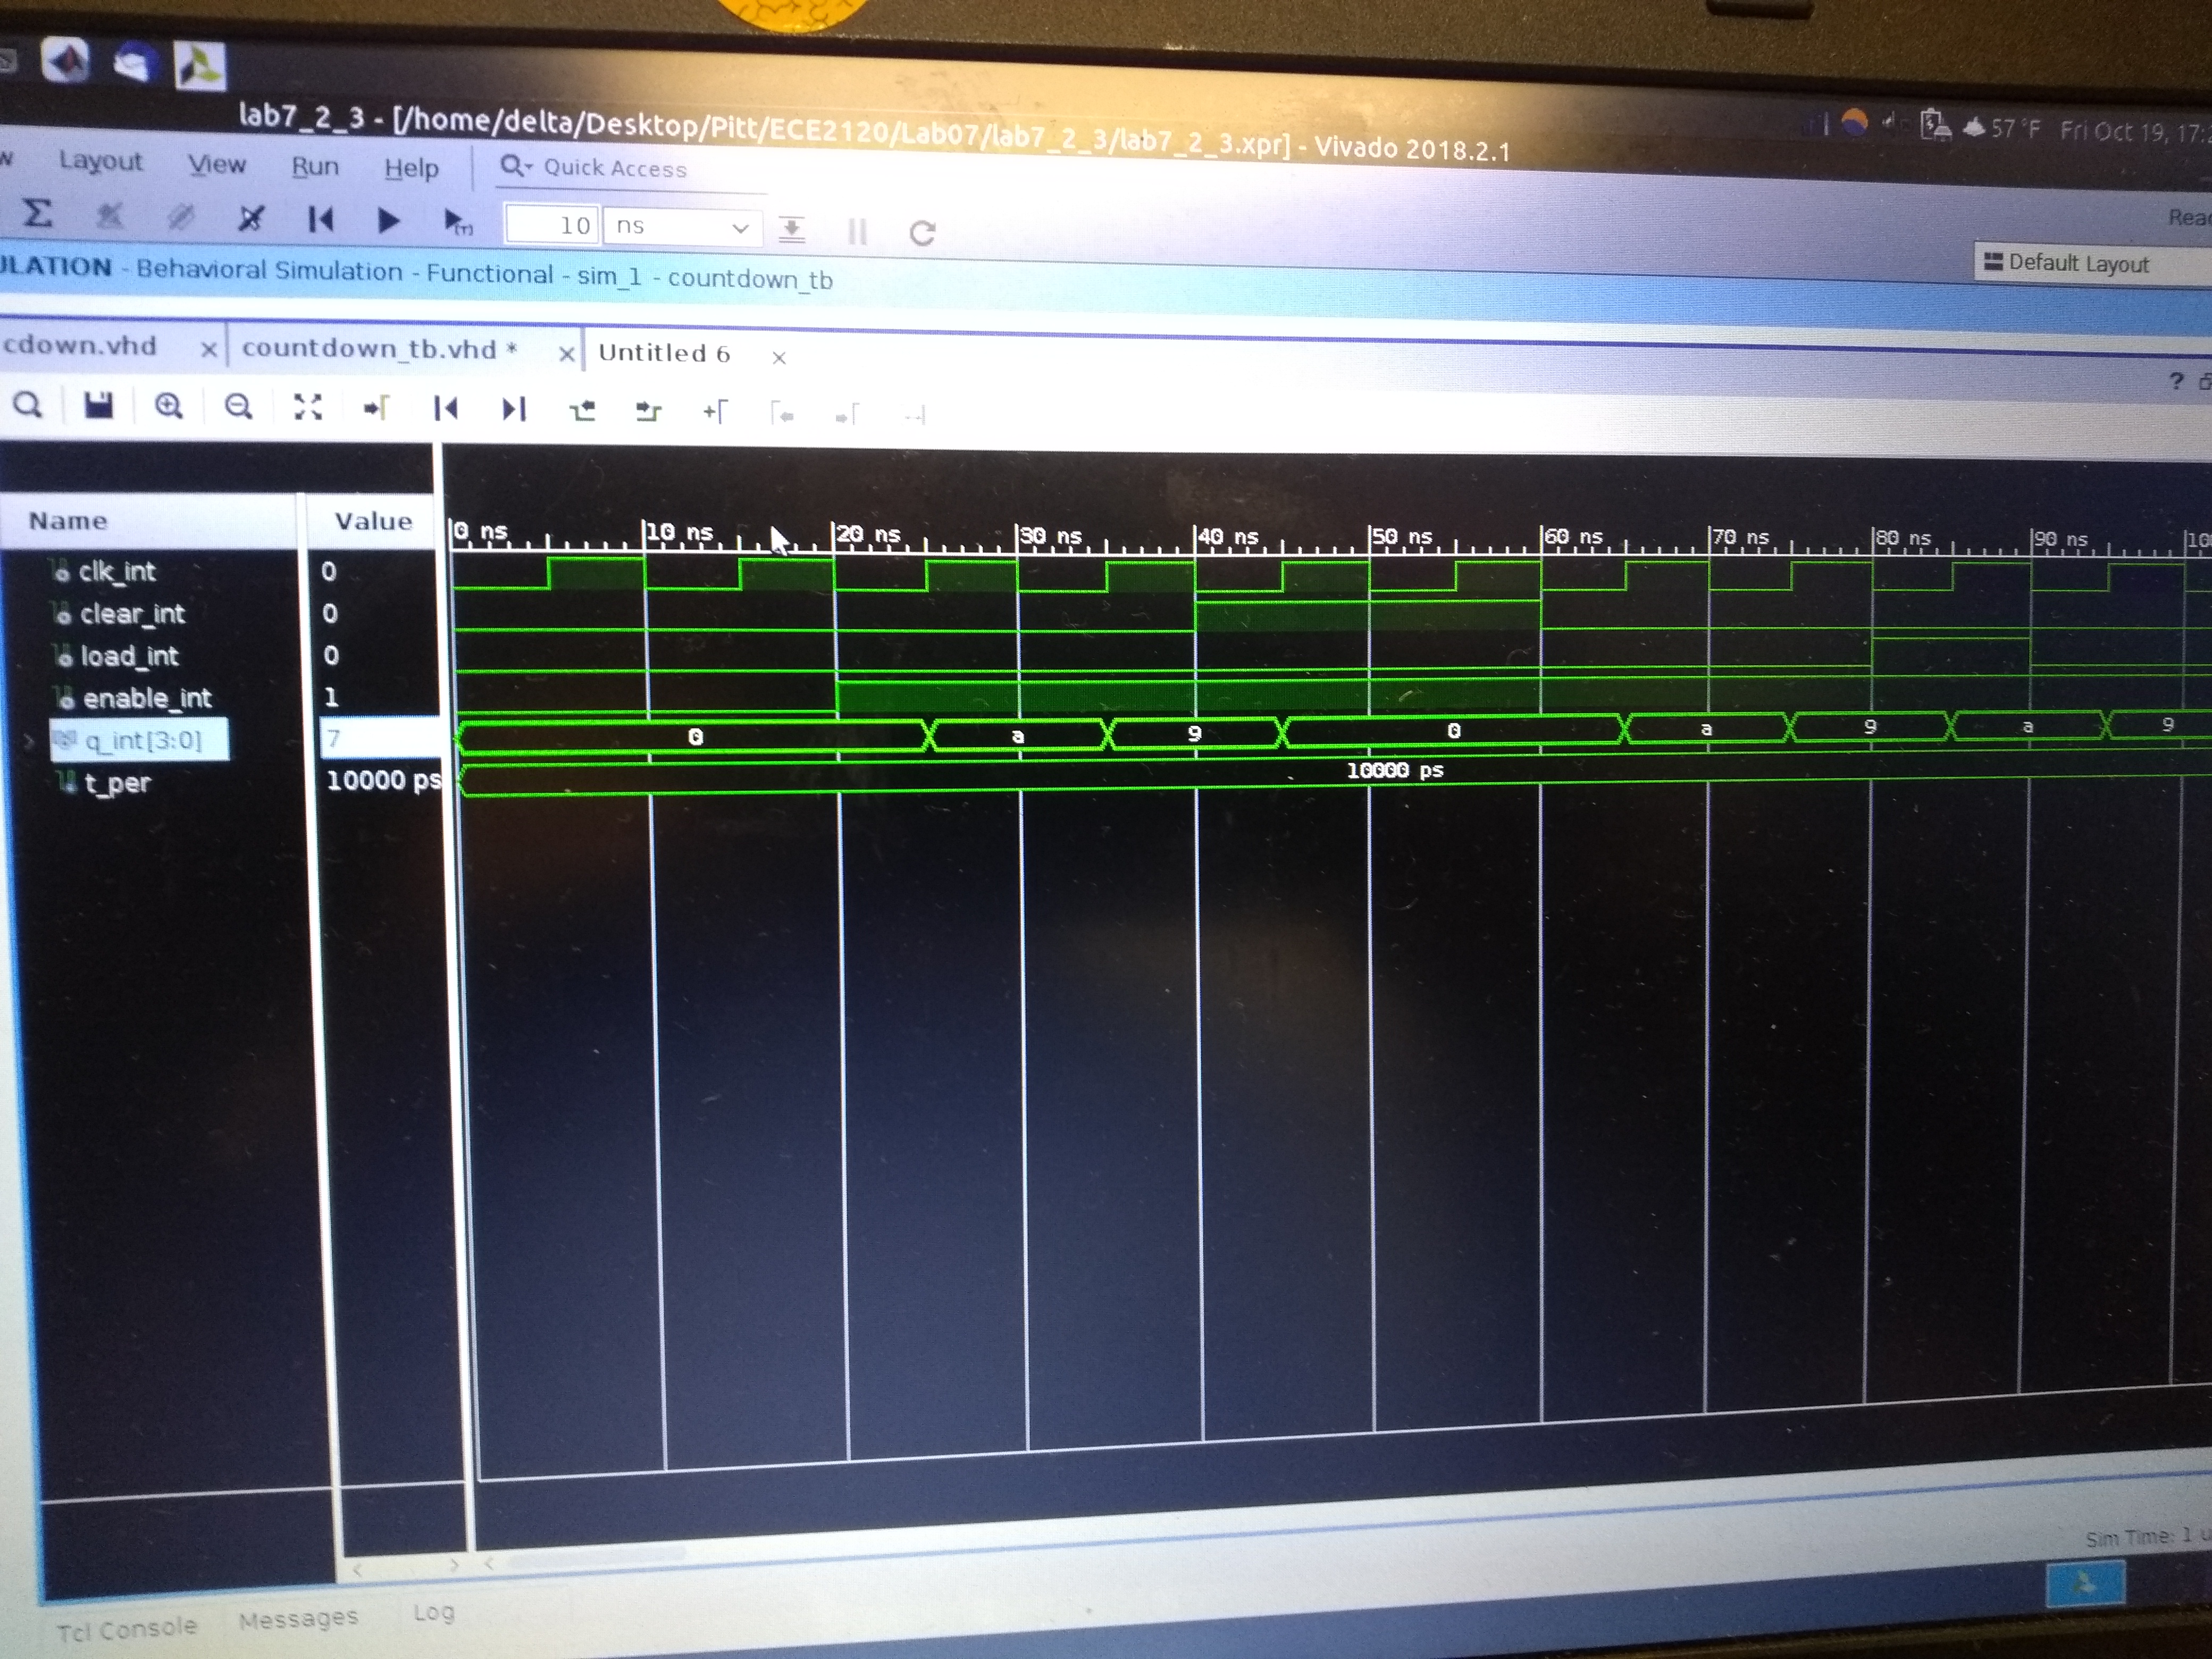 lab7_2_3 - [/home/delta/Desktop/Pitt/ECE2120/Lab07/lab7_2_3/lab7_2_3.xpr] - Vivado 2018.2.1
57 °F Fri Oct 19, 17:
Layout View Run Help Quick Access
10 ns
Default Layout
ULATION - Behavioral Simulation - Functional - sim_1 - countdown_tb
cdown.vhd × countdown_tb.vhd * × Untitled 6 ×
Name Value
0 ns 10 ns 20 ns 30 ns 40 ns 50 ns 60 ns 70 ns 80 ns 90 ns
clk_int 0
clear_int 0
load_int 0
enable_int 1
q_int[3:0] 7 0 a 9 0 a 9 a 9
t_per 10000 ps 10000 ps
Sim Time: 1
Tcl Console Messages Log